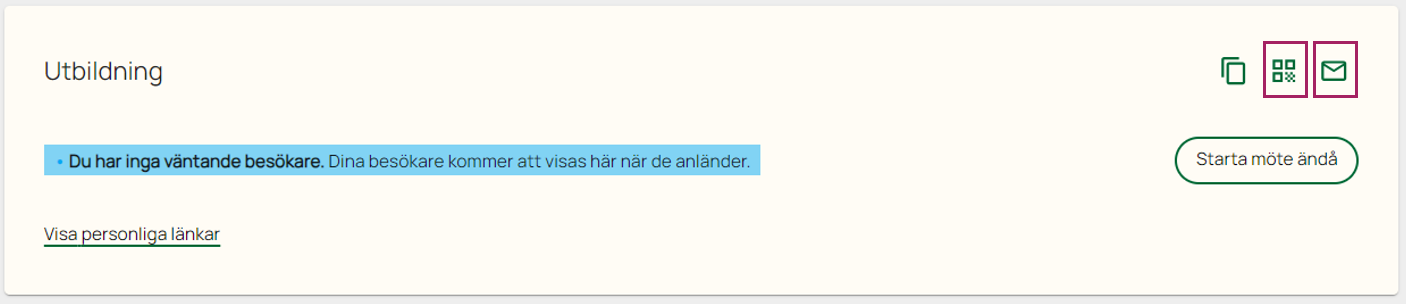 Utbildning
• Du har inga väntande besökare. Dina besökare kommer att visas här när de anländer.
Starta möte ändå
Visa personliga länkar